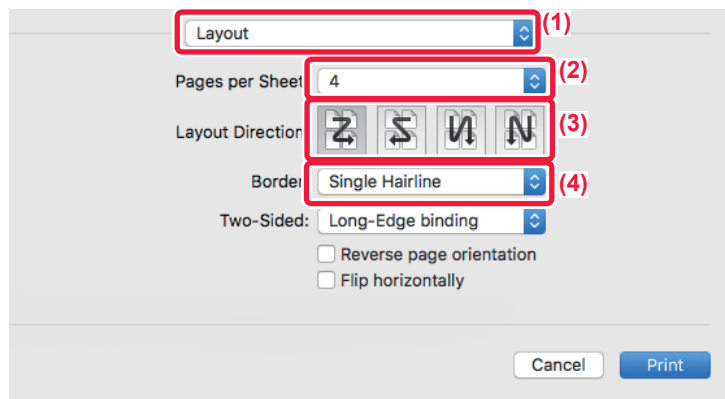 Layout (1)
Pages per Sheet 4 (2)
Layout Direction (3)
Border Single Hairline (4)
Two-Sided: Long-Edge binding
Reverse page orientation
Flip horizontally
Cancel Print